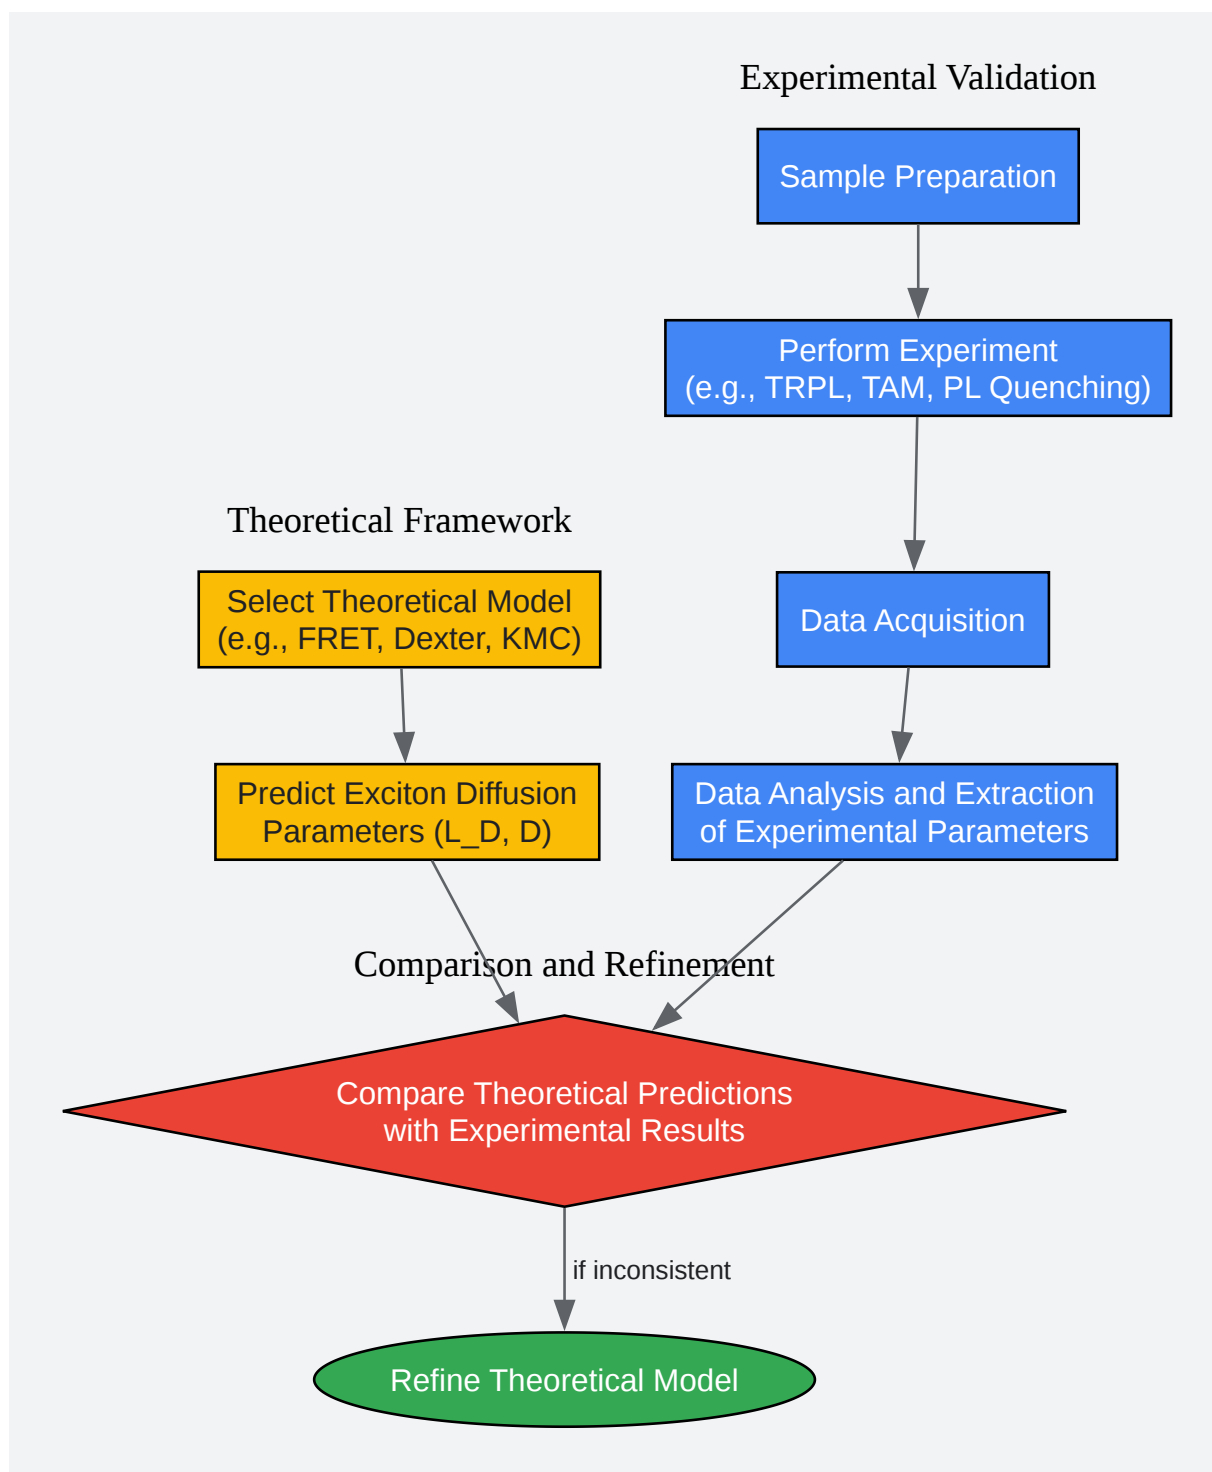 Experimental Validation
Sample Preparation
Perform Experiment
(e.g., TRPL, TAM, PL Quenching)
Theoretical Framework
Select Theoretical Model
(e.g., FRET, Dexter, KMC)
Data Acquisition
Predict Exciton Diffusion
Parameters (L_D, D)
Data Analysis and Extraction
of Experimental Parameters
Comparison and Refinement
Compare Theoretical Predictions
with Experimental Results
if inconsistent
Refine Theoretical Model